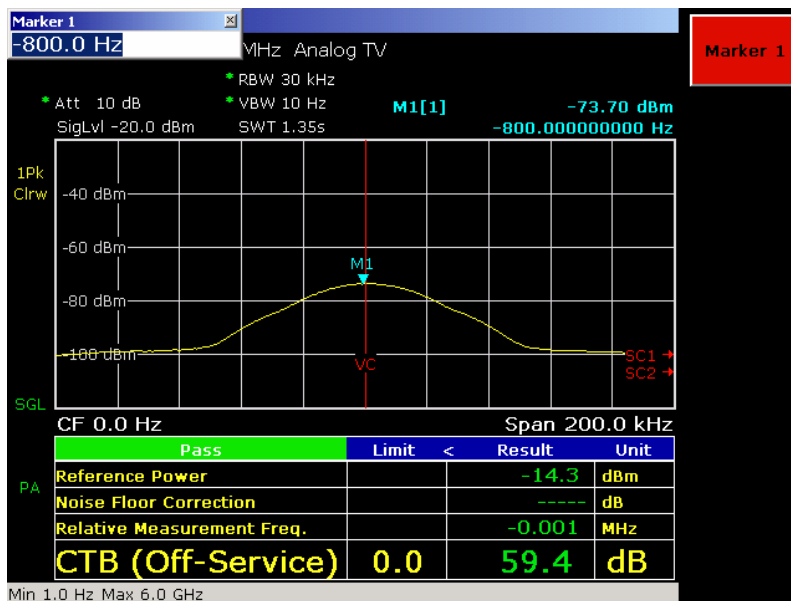 Marker 1
-800.0 Hz
MHz Analog TV
Marker 1
* RBW 30 kHz
* Att 10 dB * VBW 10 Hz M1[1] -73.70 dBm
SigLvl -20.0 dBm SWT 1.35s -800.000000000 Hz
1Pk
Clrw
-40 dBm
-60 dBm
M1
-80 dBm
-100 dBm
VC
SC1
SC2
SGL
CF 0.0 Hz Span 200.0 kHz
Pass Limit < Result Unit
Reference Power -14.3 dBm
PA
Noise Floor Correction ----- dB
Relative Measurement Freq. -0.001 MHz
CTB (Off-Service) 0.0 59.4 dB
Min 1.0 Hz Max 6.0 GHz